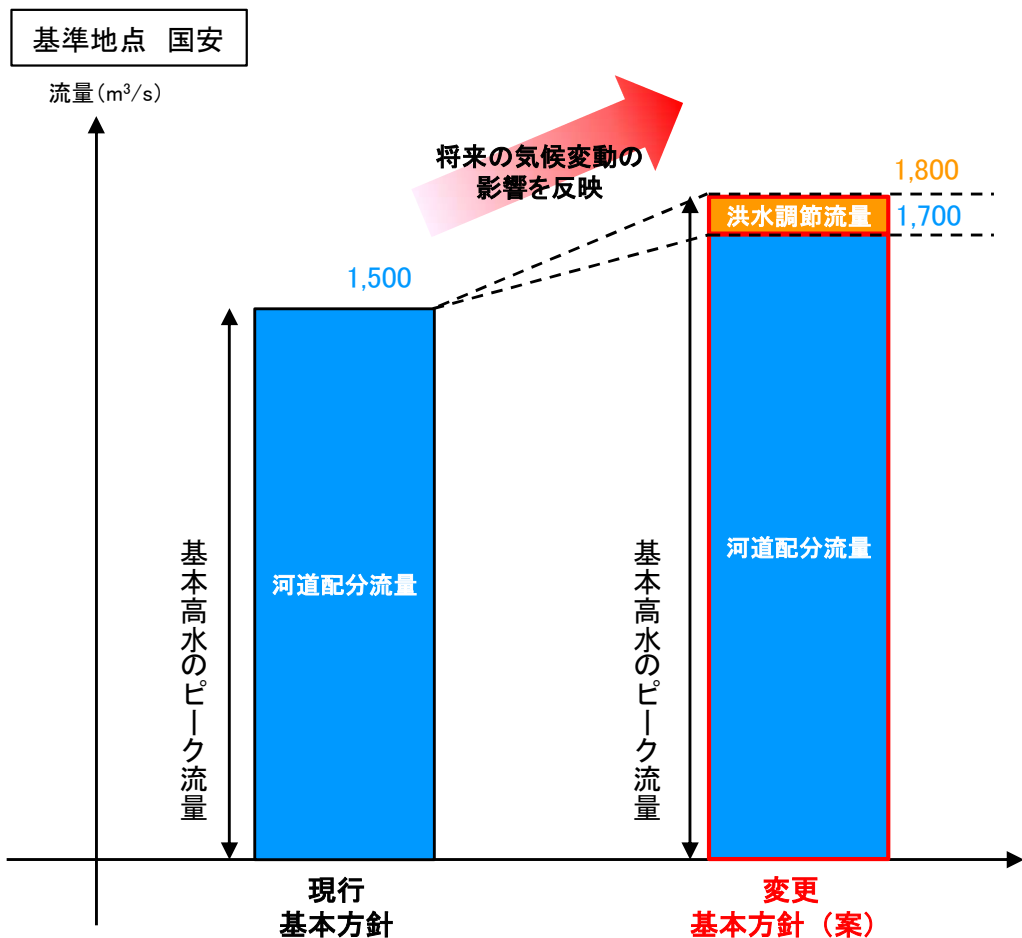 基準地点　国安
流量(m³/s)
将来の気候変動の
影響を反映
1,800
洪水調節流量
1,700
1,500
基本高水のピーク流量
河道配分流量
基本高水のピーク流量
河道配分流量
現行
基本方針
変更
基本方針（案）